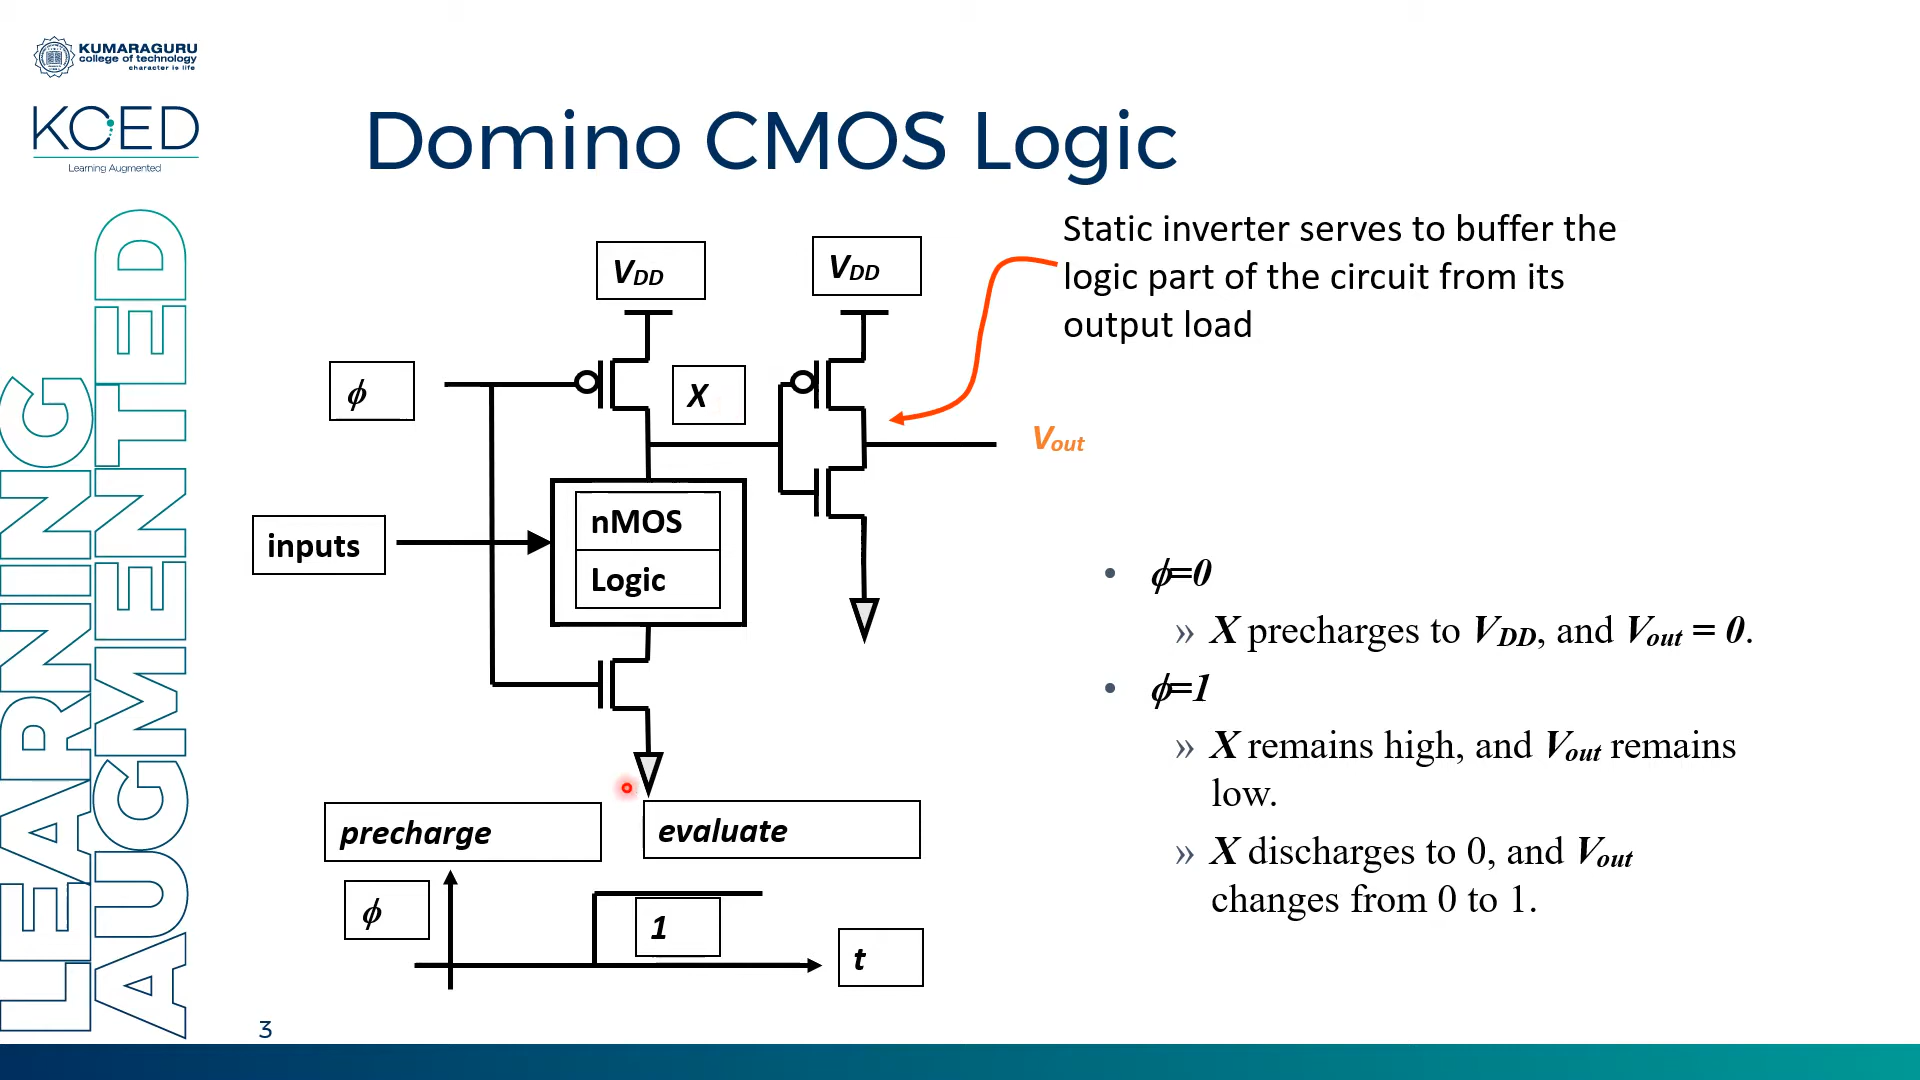 KUMARAGURU
college of technology
character is life
KCED
Learning Augmented
LEARNING
AUGMENTED
Domino CMOS Logic
Static inverter serves to buffer the
logic part of the circuit from its
output load
VDD
VDD
ϕ
X
Vout
inputs
nMOS
Logic
precharge
evaluate
ϕ
1
t
• ϕ=0
» X precharges to VDD, and Vout = 0.
• ϕ=1
» X remains high, and Vout remains
low.
» X discharges to 0, and Vout
changes from 0 to 1.
3